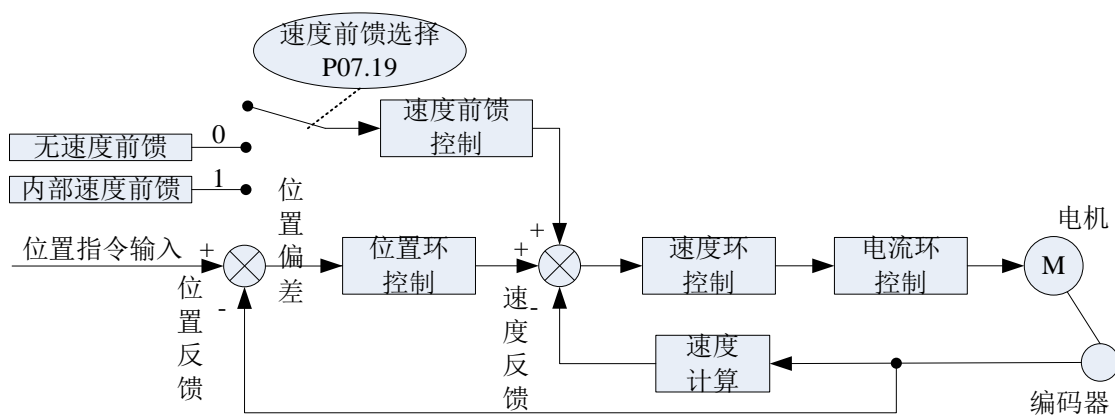 速度前馈选择
P07.19
速度前馈
控制
无速度前馈
0
内部速度前馈
1
位置指令输入
+
-
位置反馈
位置偏差
位置环
控制
+
+
-
速度反馈
速度环
控制
电流环
控制
电机
M
速度
计算
编码器